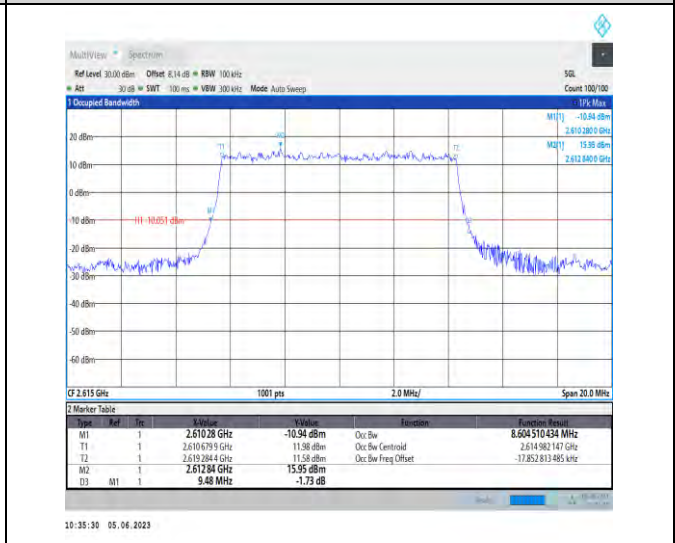 MultiView Spectrum
Ref Level 30.00 dBm Offset 8.14 dB RBW 100 kHz SGL
Att 30 dB SWT 100 ms VBW 300 kHz Mode Auto Sweep Count 100/100
1 Occupied Bandwidth 1Pk Max
M1[1] -10.94 dBm
2.610 280 0 GHz
M2[1] 15.95 dBm
2.612 840 0 GHz
20 dBm
T1 M2 T2
10 dBm
0 dBm
M1
-10 dBm H1 -10.051 dBm
-20 dBm
-30 dBm
-40 dBm
-50 dBm
-60 dBm
CF 2.615 GHz 1001 pts 2.0 MHz/ Span 20.0 MHz
2 Marker Table
Type Ref Trc X-Value Y-Value Function Function Result
M1 1 2.610 28 GHz -10.94 dBm Occ Bw 8.604 510 434 MHz
T1 1 2.610 679 9 GHz 11.98 dBm Occ Bw Centroid 2.614 982 147 GHz
T2 1 2.619 284 4 GHz 11.58 dBm Occ Bw Freq Offset -17.852 813 485 kHz
M2 1 2.612 84 GHz 15.95 dBm
D3 M1 1 9.48 MHz -1.73 dB
10:35:30 05.06.2023